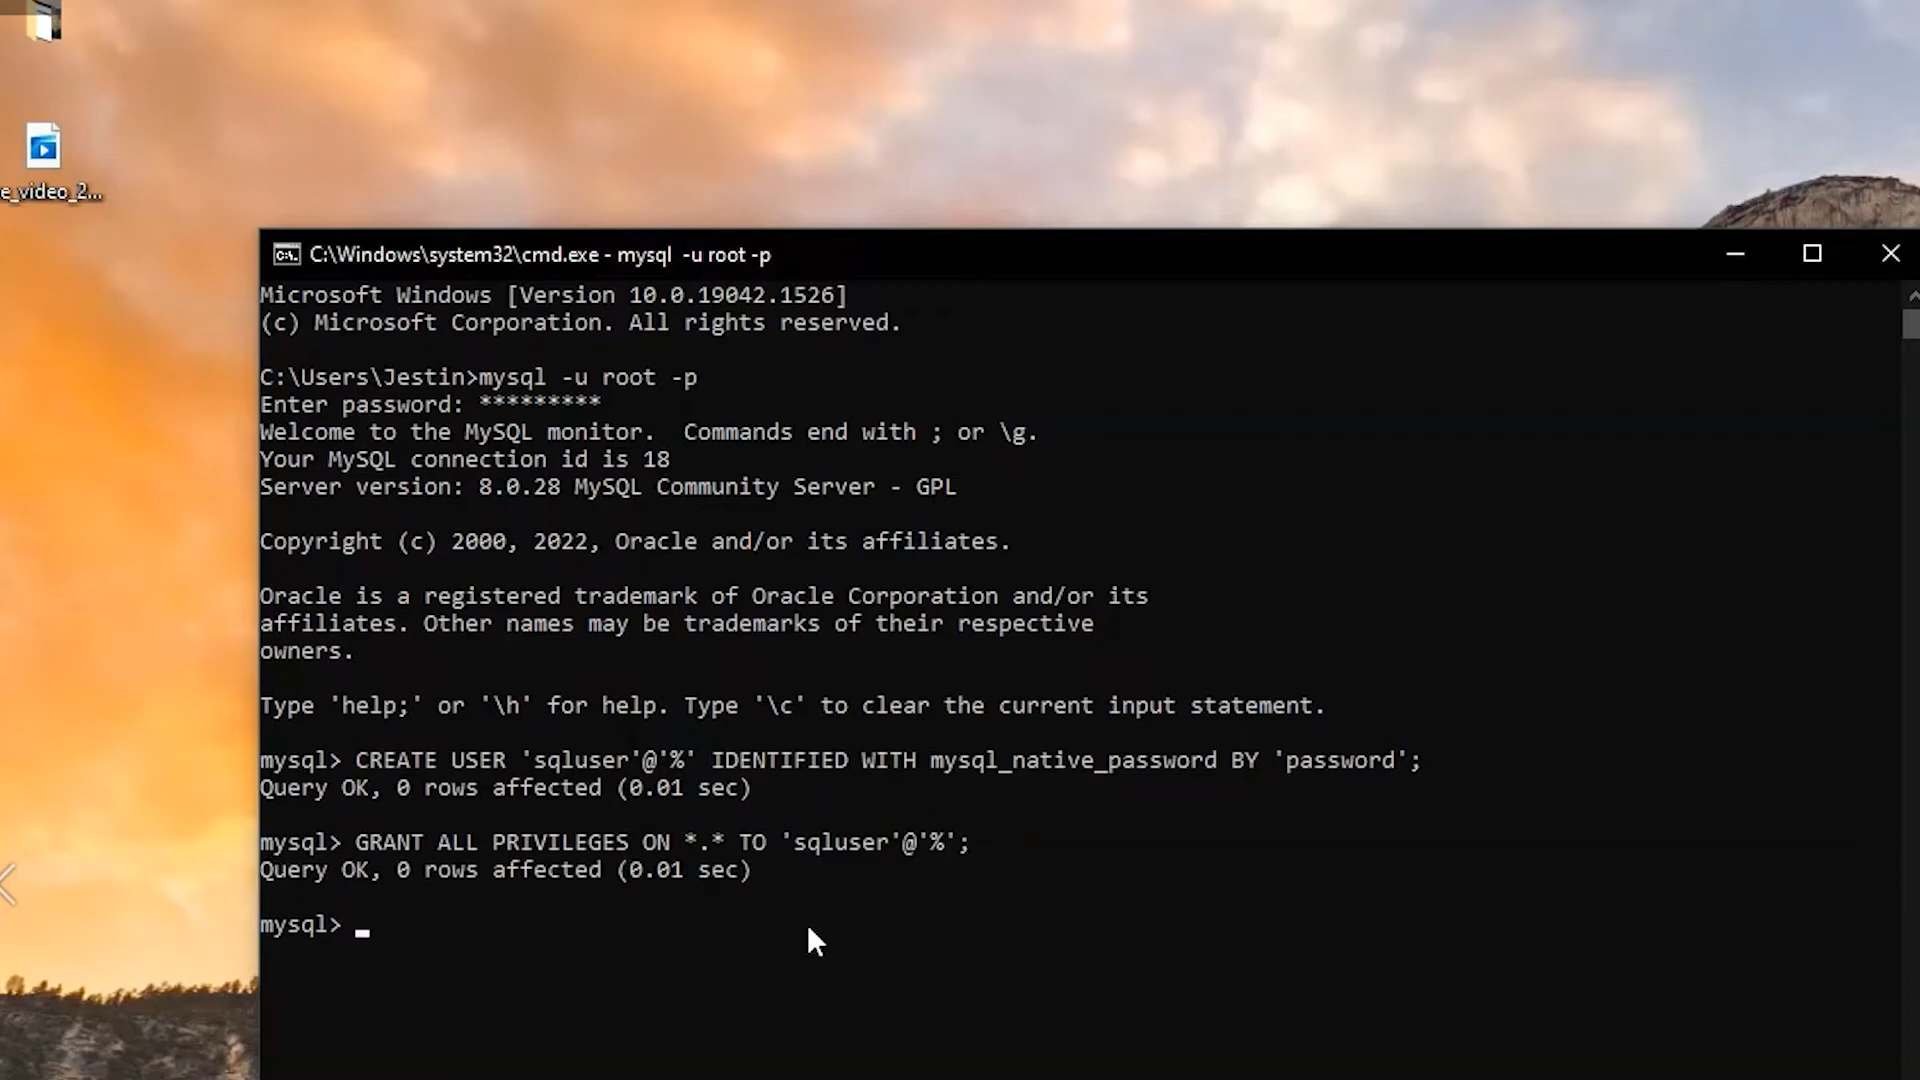 e_video_2...
C:\Windows\system32\cmd.exe - mysql  -u root -p
Microsoft Windows [Version 10.0.19042.1526]
(c) Microsoft Corporation. All rights reserved.
C:\Users\Jestin>mysql -u root -p
Enter password: *********
Welcome to the MySQL monitor.  Commands end with ; or \g.
Your MySQL connection id is 18
Server version: 8.0.28 MySQL Community Server - GPL
Copyright (c) 2000, 2022, Oracle and/or its affiliates.
Oracle is a registered trademark of Oracle Corporation and/or its
affiliates. Other names may be trademarks of their respective
owners.
Type 'help;' or '\h' for help. Type '\c' to clear the current input statement.
mysql> CREATE USER 'sqluser'@'%' IDENTIFIED WITH mysql_native_password BY 'password';
Query OK, 0 rows affected (0.01 sec)
mysql> GRANT ALL PRIVILEGES ON *.* TO 'sqluser'@'%';
Query OK, 0 rows affected (0.01 sec)
mysql>